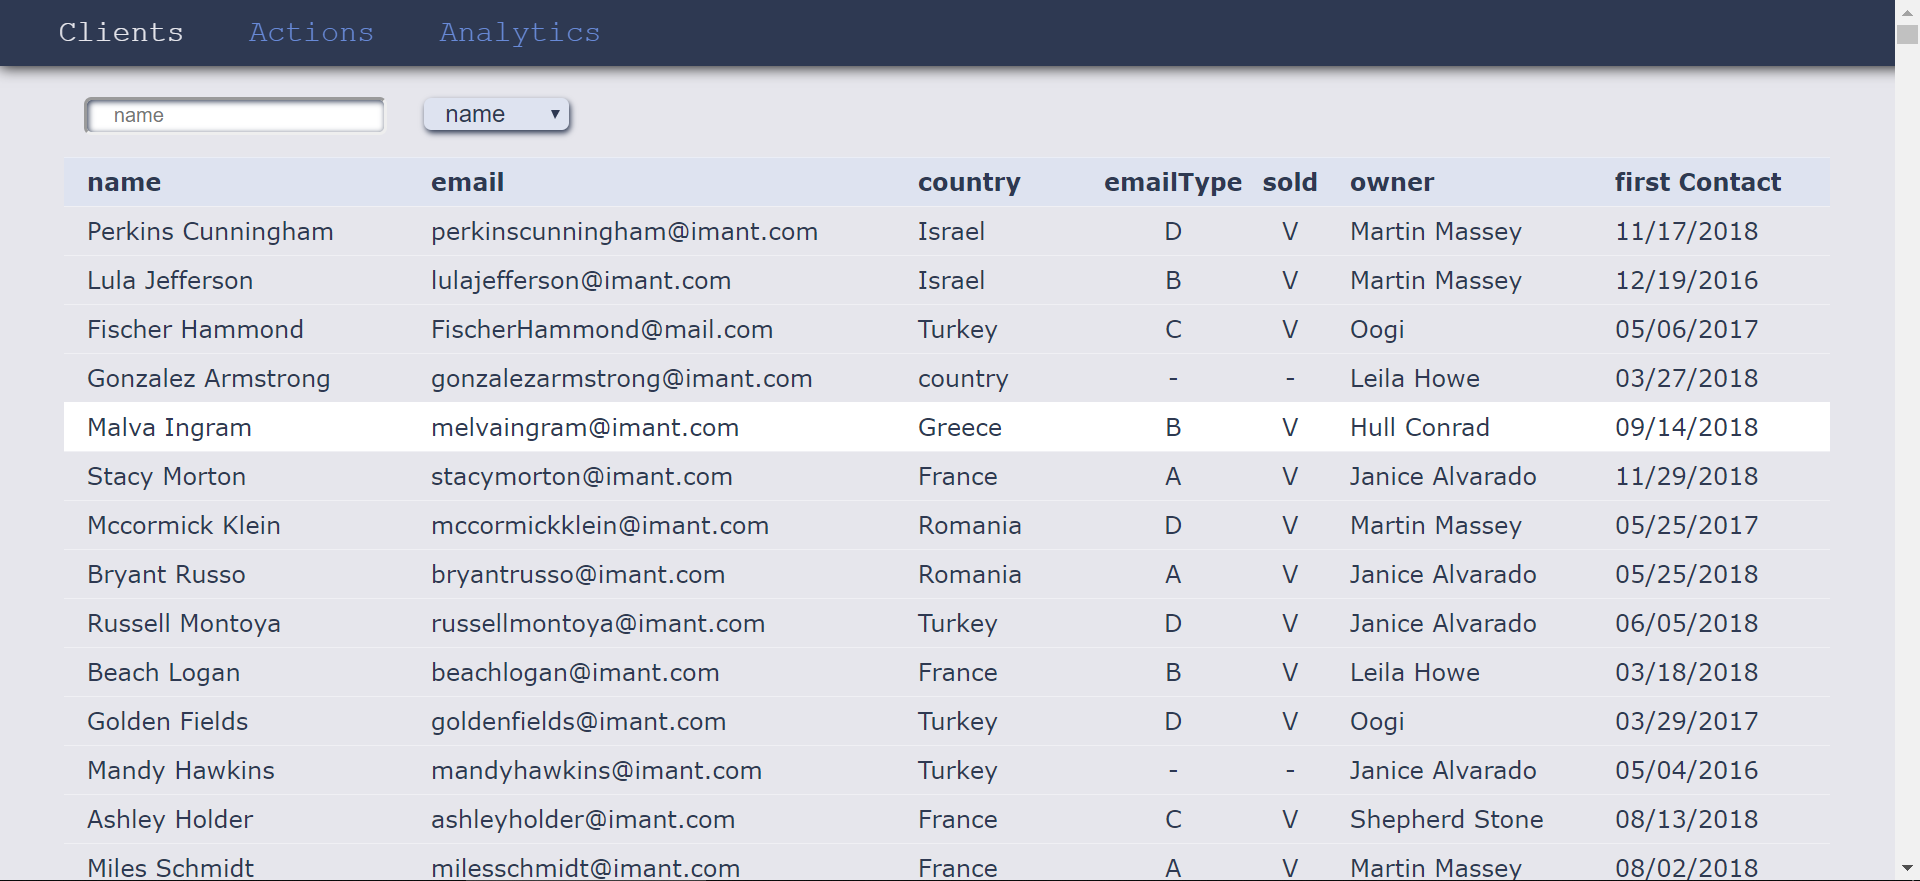 Clients Actions Analytics
name name
name email country emailType sold owner first Contact
Perkins Cunningham perkinscunningham@imant.com Israel D V Martin Massey 11/17/2018
Lula Jefferson lulajefferson@imant.com Israel B V Martin Massey 12/19/2016
Fischer Hammond FischerHammond@mail.com Turkey C V Oogi 05/06/2017
Gonzalez Armstrong gonzalezarmstrong@imant.com country - - Leila Howe 03/27/2018
Malva Ingram melvaingram@imant.com Greece B V Hull Conrad 09/14/2018
Stacy Morton stacymorton@imant.com France A V Janice Alvarado 11/29/2018
Mccormick Klein mccormickklein@imant.com Romania D V Martin Massey 05/25/2017
Bryant Russo bryantrusso@imant.com Romania A V Janice Alvarado 05/25/2018
Russell Montoya russellmontoya@imant.com Turkey D V Janice Alvarado 06/05/2018
Beach Logan beachlogan@imant.com France B V Leila Howe 03/18/2018
Golden Fields goldenfields@imant.com Turkey D V Oogi 03/29/2017
Mandy Hawkins mandyhawkins@imant.com Turkey - - Janice Alvarado 05/04/2016
Ashley Holder ashleyholder@imant.com France C V Shepherd Stone 08/13/2018
Miles Schmidt milesschmidt@imant.com France A V Martin Massey 08/02/2018